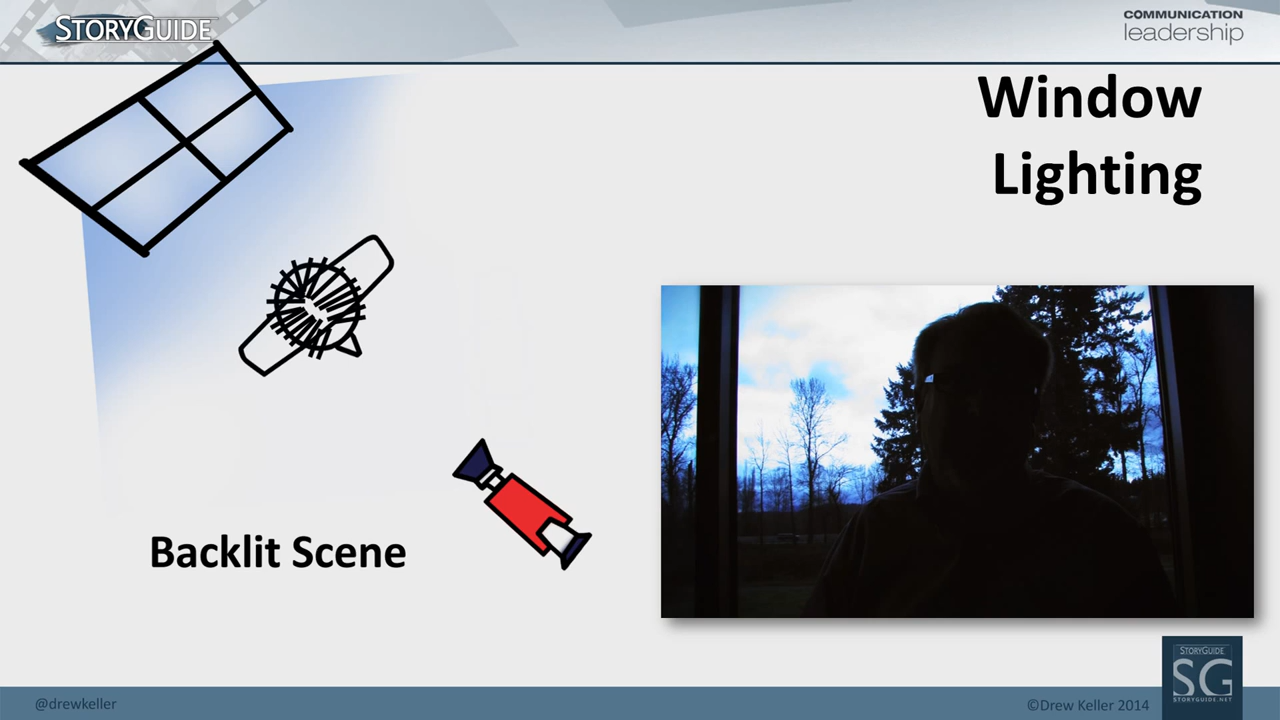 STORYGUIDE
COMMUNICATION
leadership
Window
Lighting
Backlit Scene
STORYGUIDE
SG
STORYGUIDE.NET
@drewkeller
©Drew Keller 2014